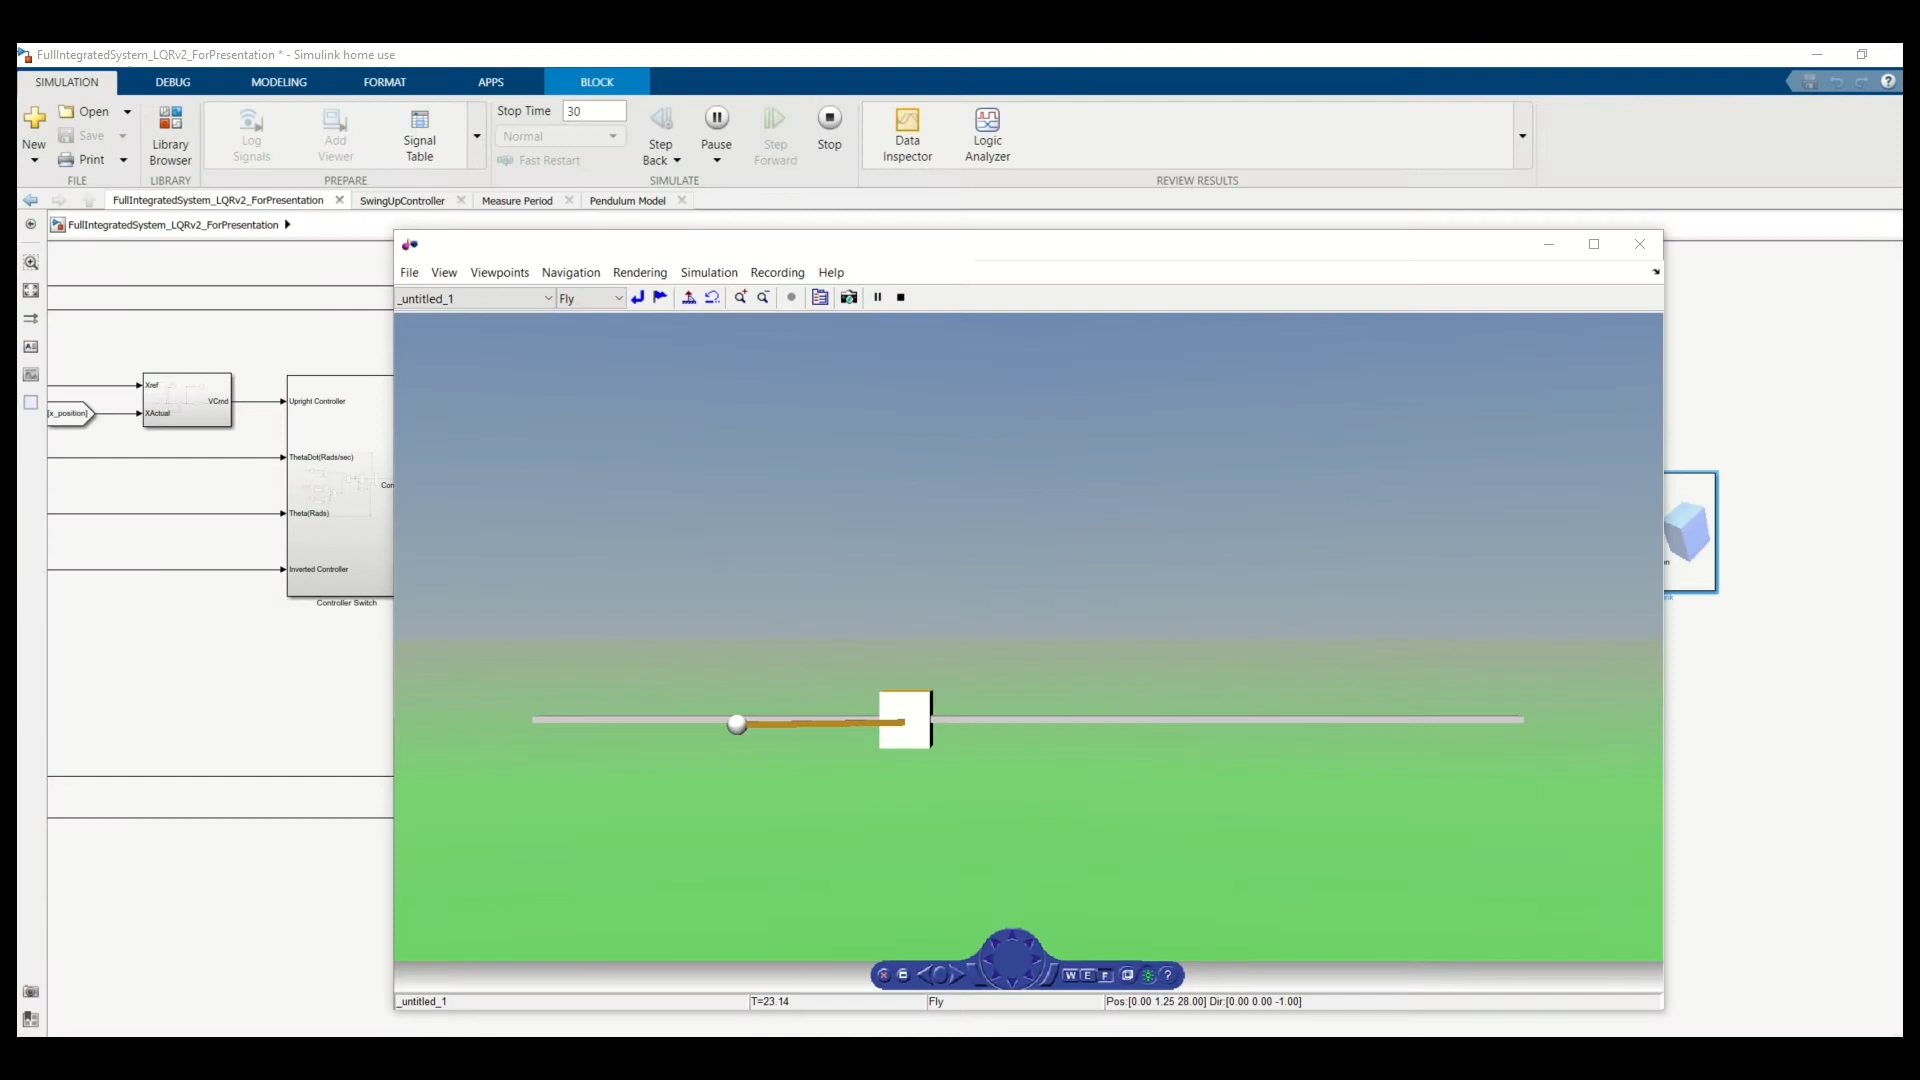 FullIntegratedSystem_LQRv2_ForPresentation * - Simulink home use
SIMULATION DEBUG MODELING FORMAT APPS BLOCK
New
Open
Save
Print
FILE
Library Browser
LIBRARY
Log Signals
Add Viewer
Signal Table
PREPARE
Stop Time 30
Normal
Fast Restart
Step Back
Pause
Step Forward
Stop
SIMULATE
Data Inspector
Logic Analyzer
REVIEW RESULTS
FullIntegratedSystem_LQRv2_ForPresentation SwingUpController Measure Period Pendulum Model
FullIntegratedSystem_LQRv2_ForPresentation
File View Viewpoints Navigation Rendering Simulation Recording Help
_untitled_1 Fly
Xref
VCmd
XActual
[x_position]
Upright Controller
ThetaDot(Rads/sec)
Con
Theta(Rads)
Inverted Controller
Controller Switch
W E F
_untitled_1 T=23.14 Fly Pos:[0.00 1.25 28.00] Dir:[0.00 0.00 -1.00]